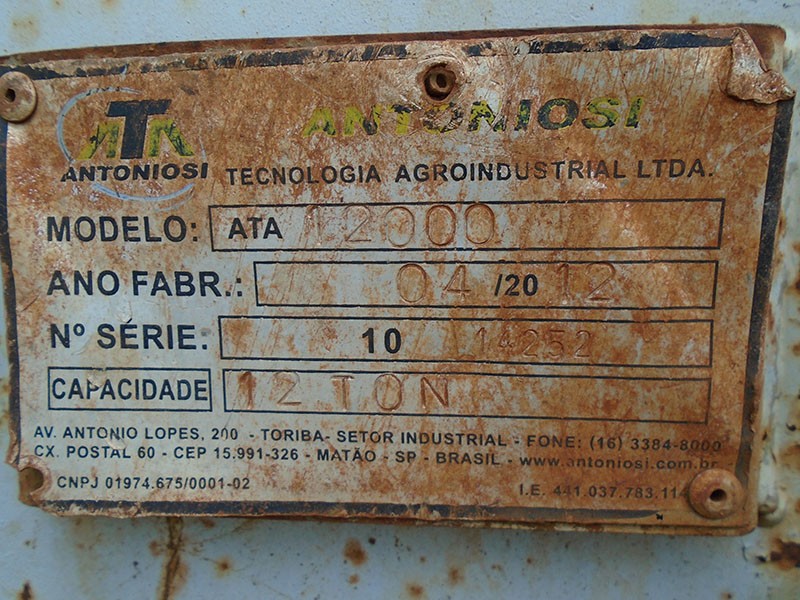 ATA
ANTONIOSI
ANTONIOSI
TECNOLOGIA AGROINDUSTRIAL LTDA.
MODELO: ATA 12000
ANO FABR.: 04 /20 12
Nº SÉRIE: 10 14252
CAPACIDADE 12 TON
AV. ANTONIO LOPES, 200 - TORIBA- SETOR INDUSTRIAL - FONE: (16) 3384-8000
CX. POSTAL 60 - CEP 15.991-326 - MATÃO - SP - BRASIL - www.antoniosi.com.br
CNPJ 01974.675/0001-02
I.E. 441.037.783.114